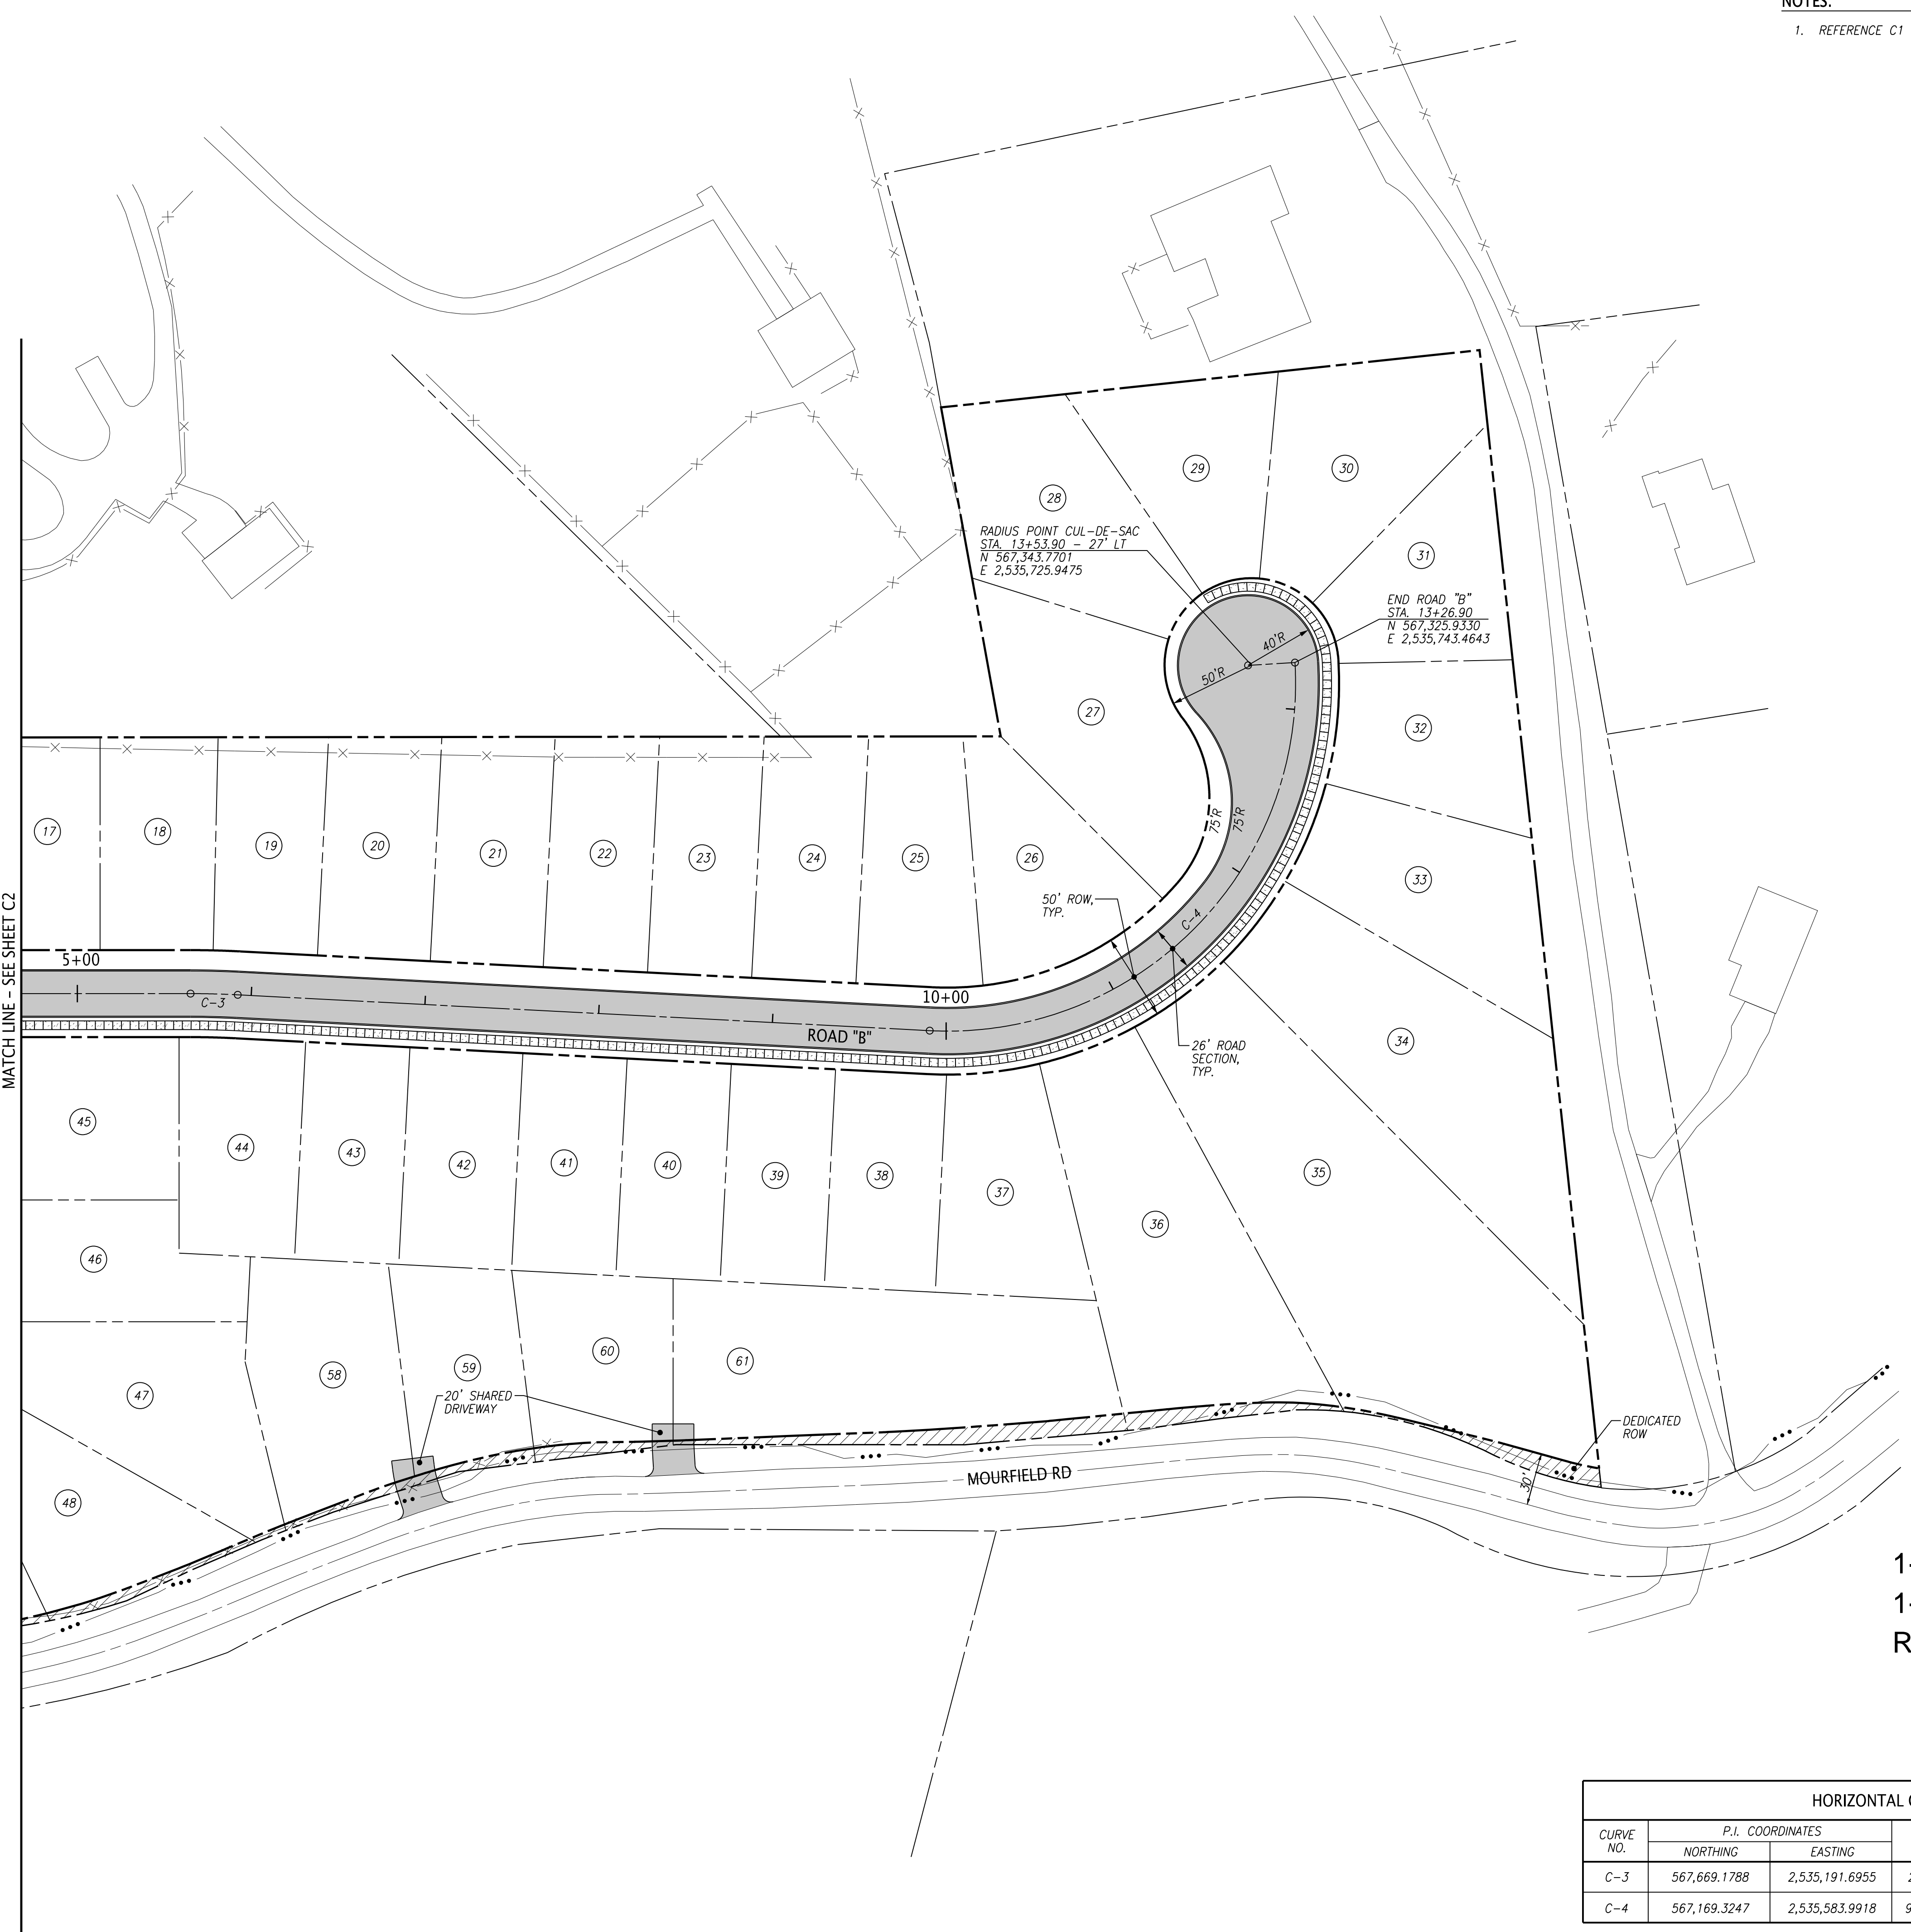 NOTES:
1. REFERENCE C1
28
29
30
31
RADIUS POINT CUL-DE-SAC
STA. 13+53.90 - 27' LT
N 567,343.7701
E 2,535,725.9475
END ROAD "B"
STA. 13+26.90
N 567,325.9330
E 2,535,743.4643
40'R
50'R
27
32
75'R
75'R
17
18
19
20
21
22
23
24
25
26
33
50' ROW,
TYP.
C-4
MATCH LINE - SEE SHEET C2
5+00
C-3
10+00
ROAD "B"
26' ROAD
SECTION,
TYP.
34
45
44
43
42
41
40
39
38
37
36
35
46
47
58
59
60
61
20' SHARED
DRIVEWAY
48
MOURFIELD RD
30'
DEDICATED
ROW
1-
1-
R
HORIZONTAL
CURVE
NO.
P.I. COORDINATES
NORTHING EASTING
C-3 567,669.1788 2,535,191.6955
C-4 567,169.3247 2,535,583.9918 9